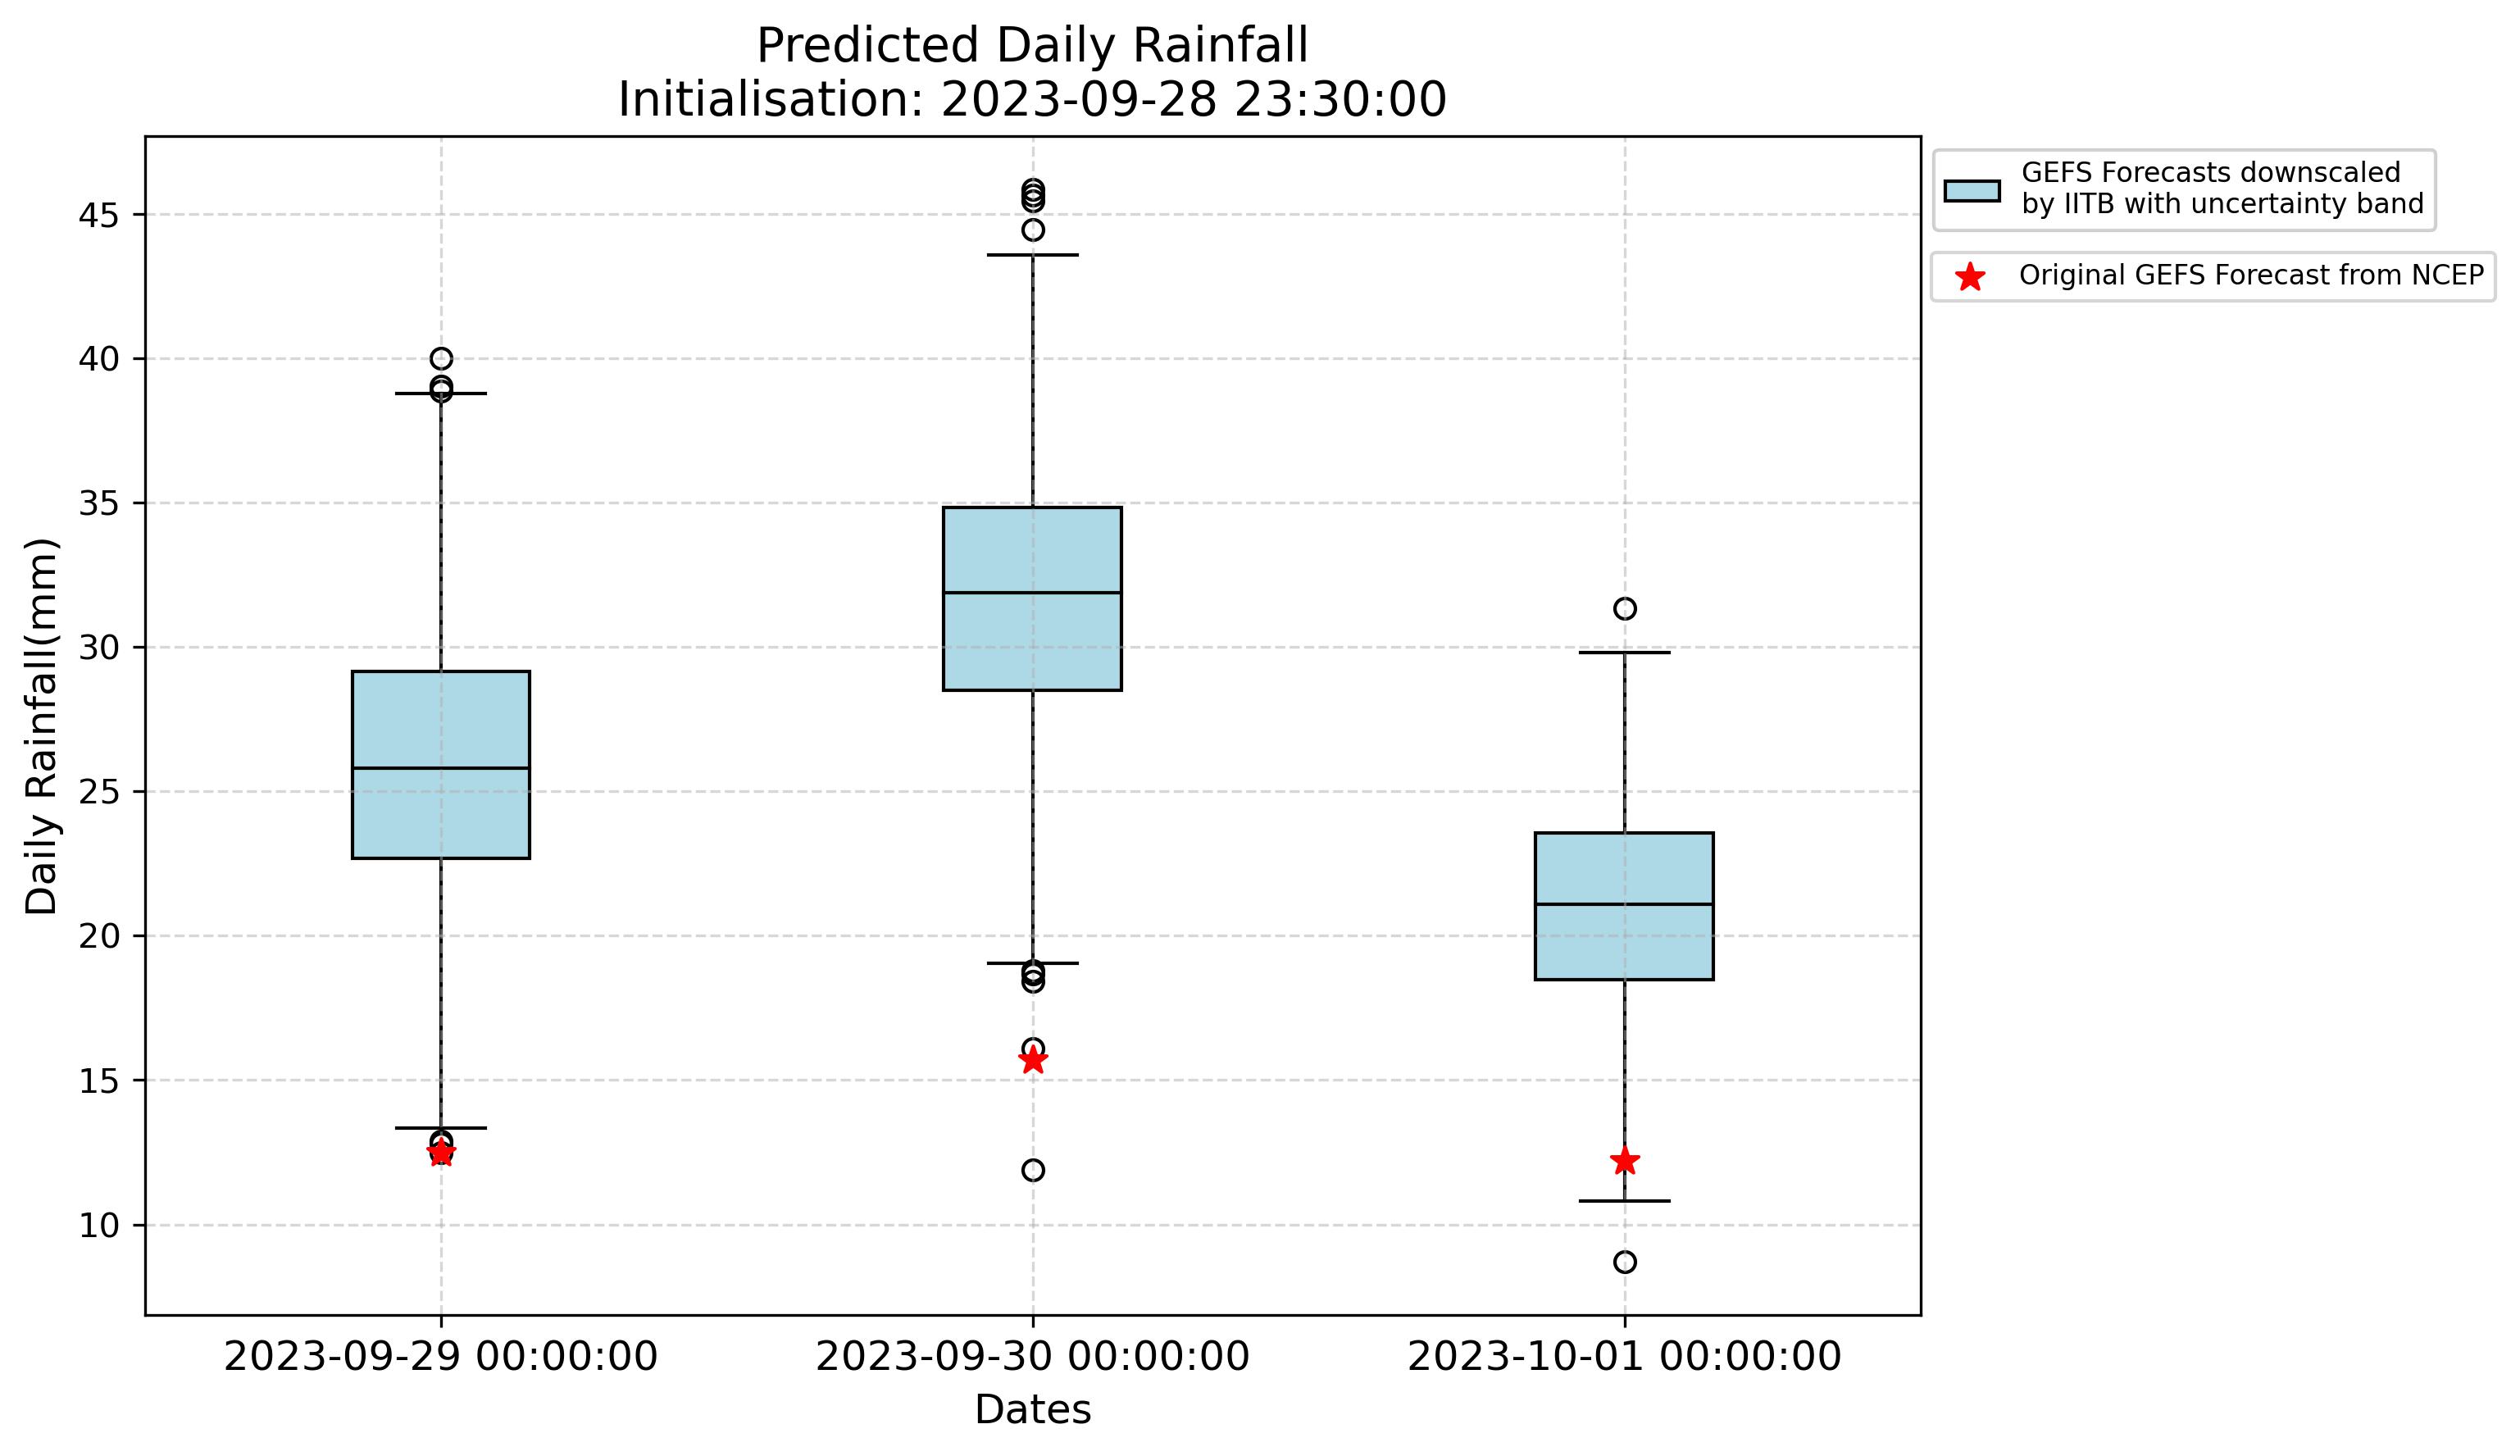 Predicted Daily Rainfall
Initialisation: 2023-09-28 23:30:00
GEFS Forecasts downscaled
by IITB with uncertainty band
Original GEFS Forecast from NCEP
Daily Rainfall(mm)
45
40
35
30
25
20
15
10
2023-09-29 00:00:00
2023-09-30 00:00:00
2023-10-01 00:00:00
Dates